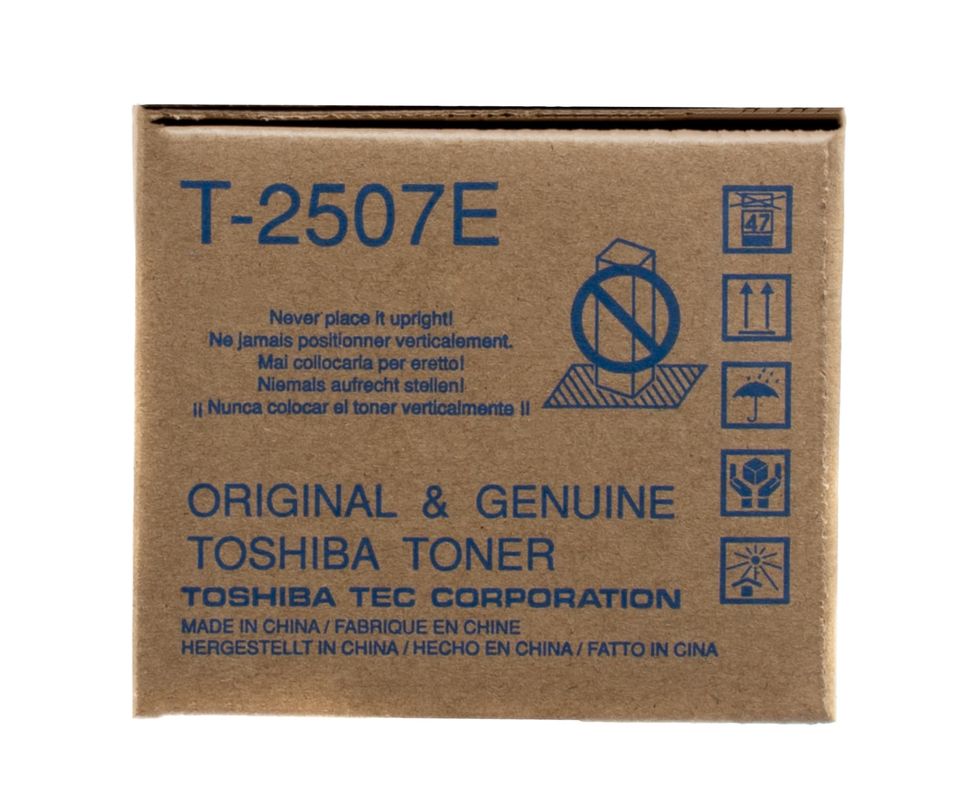 T-2507E
47
Never place it upright!
Ne jamais positionner verticalement.
Mai collocarla per eretto!
Niemals aufrecht stellen!
¡¡ Nunca colocar el toner verticalmente !!
ORIGINAL & GENUINE
TOSHIBA TONER
TOSHIBA TEC CORPORATION
MADE IN CHINA / FABRIQUE EN CHINE
HERGESTELLT IN CHINA / HECHO EN CHINA / FATTO IN CINA